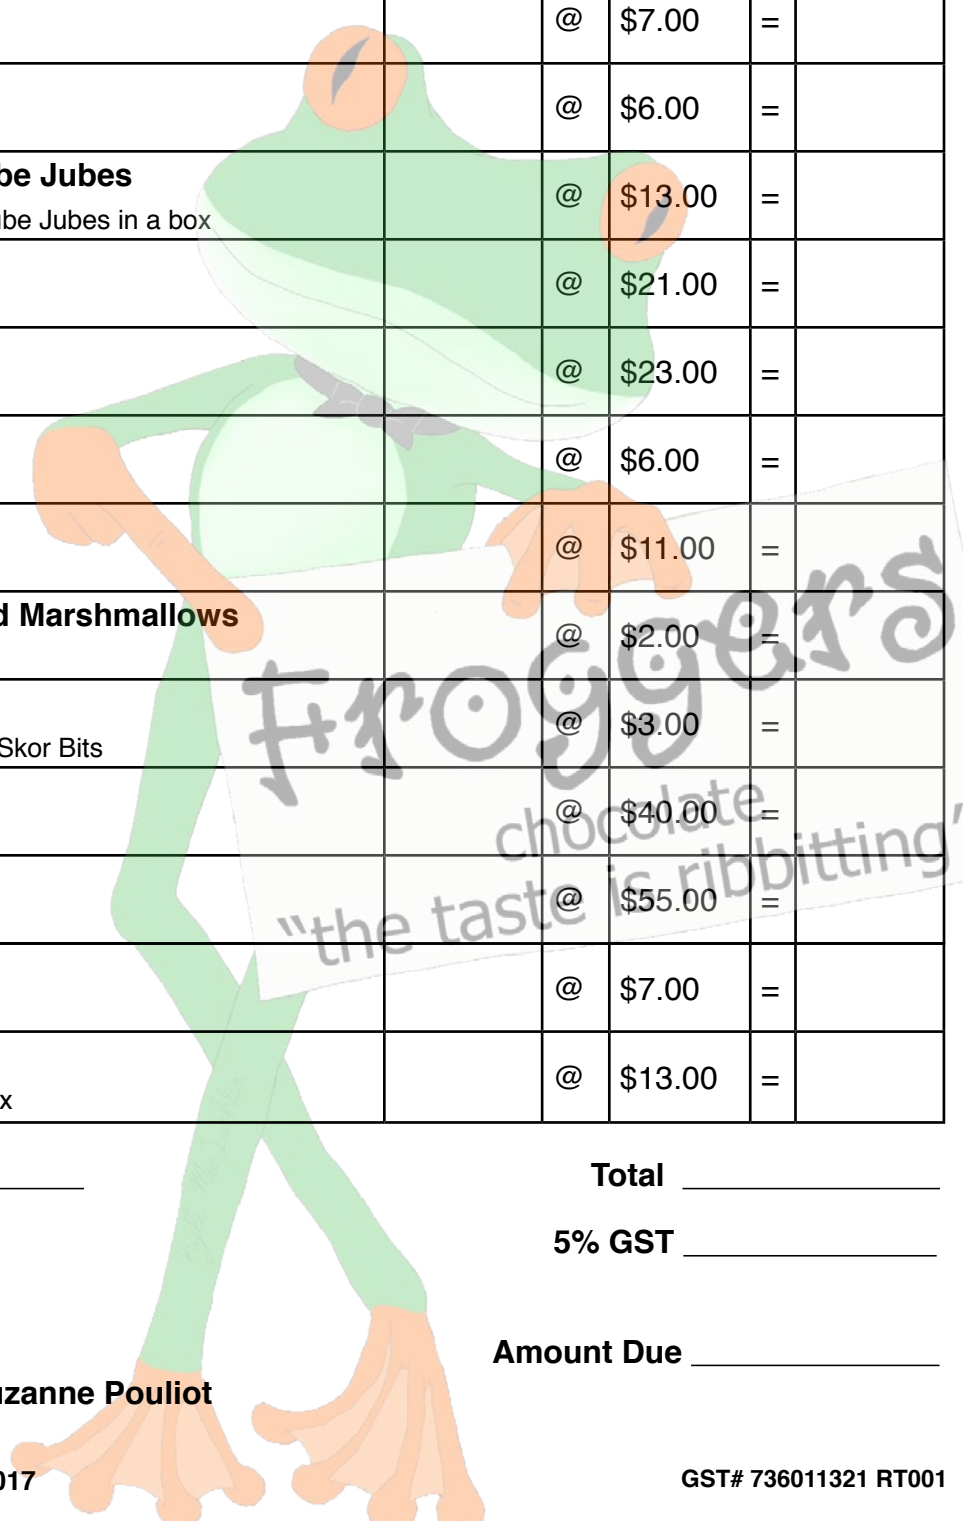 @ $7.00 =
@ $6.00 =
be Jubes
ube Jubes in a box
@ $13.00 =
@ $21.00 =
@ $23.00 =
@ $6.00 =
@ $11.00 =
d Marshmallows
@ $2.00 =
@ $3.00 =
Skor Bits
@ $40.00 =
@ $55.00 =
@ $7.00 =
@ $13.00 =
x
Froggers
chocolate
"the taste is ribbitting"
Total
5% GST
Amount Due
uzanne Pouliot
017
GST# 736011321 RT001